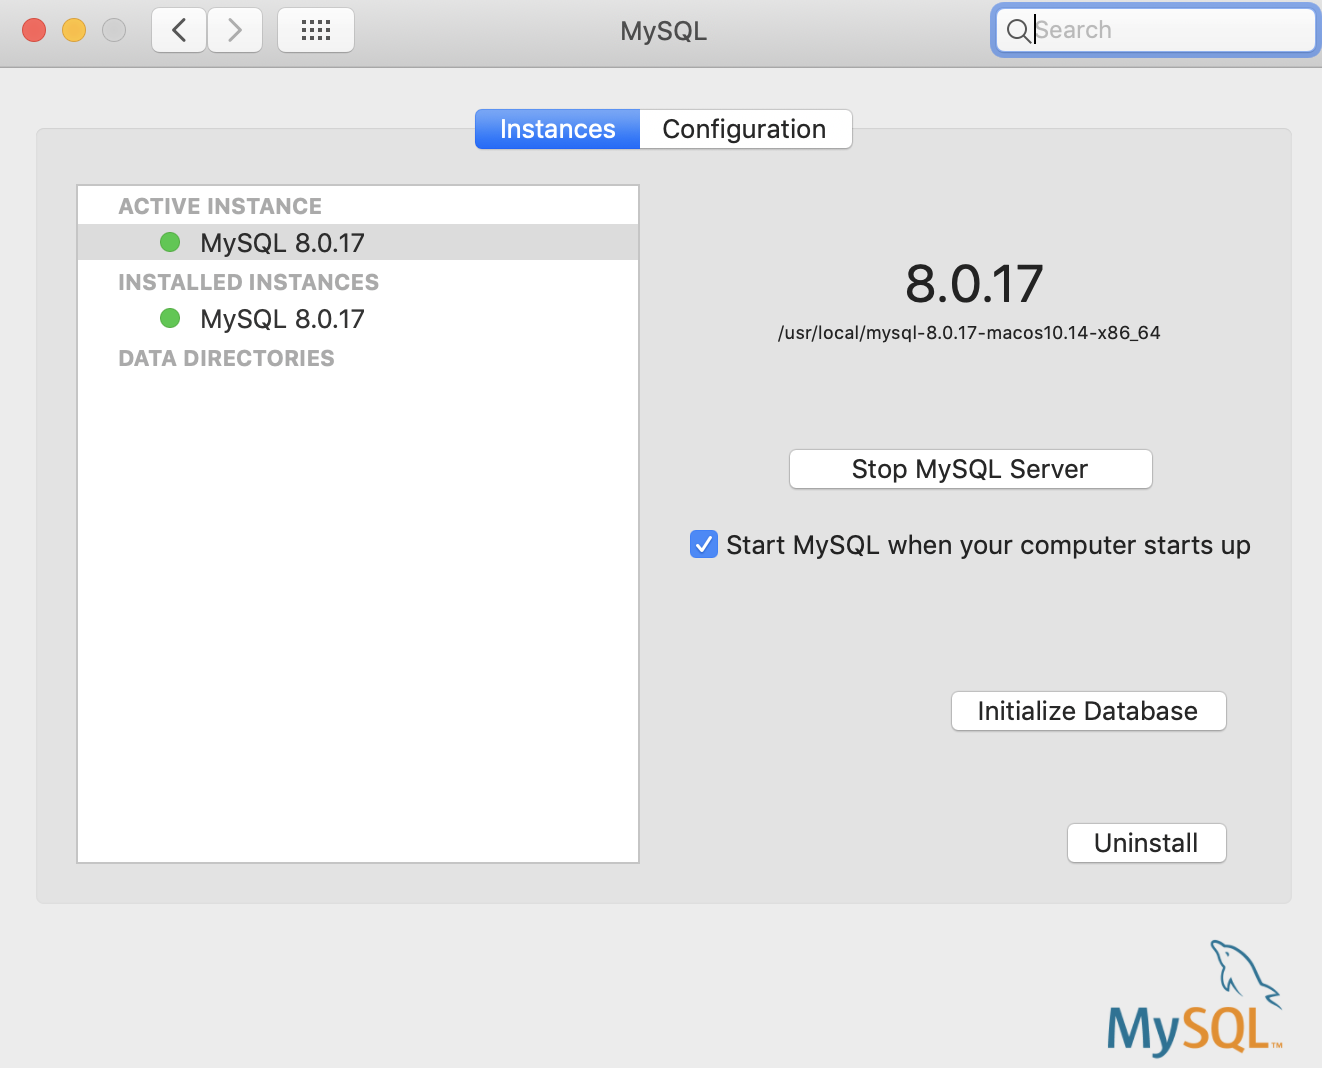 MySQL
Search
Instances
Configuration
ACTIVE INSTANCE
MySQL 8.0.17
INSTALLED INSTANCES
MySQL 8.0.17
DATA DIRECTORIES
8.0.17
/usr/local/mysql-8.0.17-macos10.14-x86_64
Stop MySQL Server
Start MySQL when your computer starts up
Initialize Database
Uninstall
MySQL™